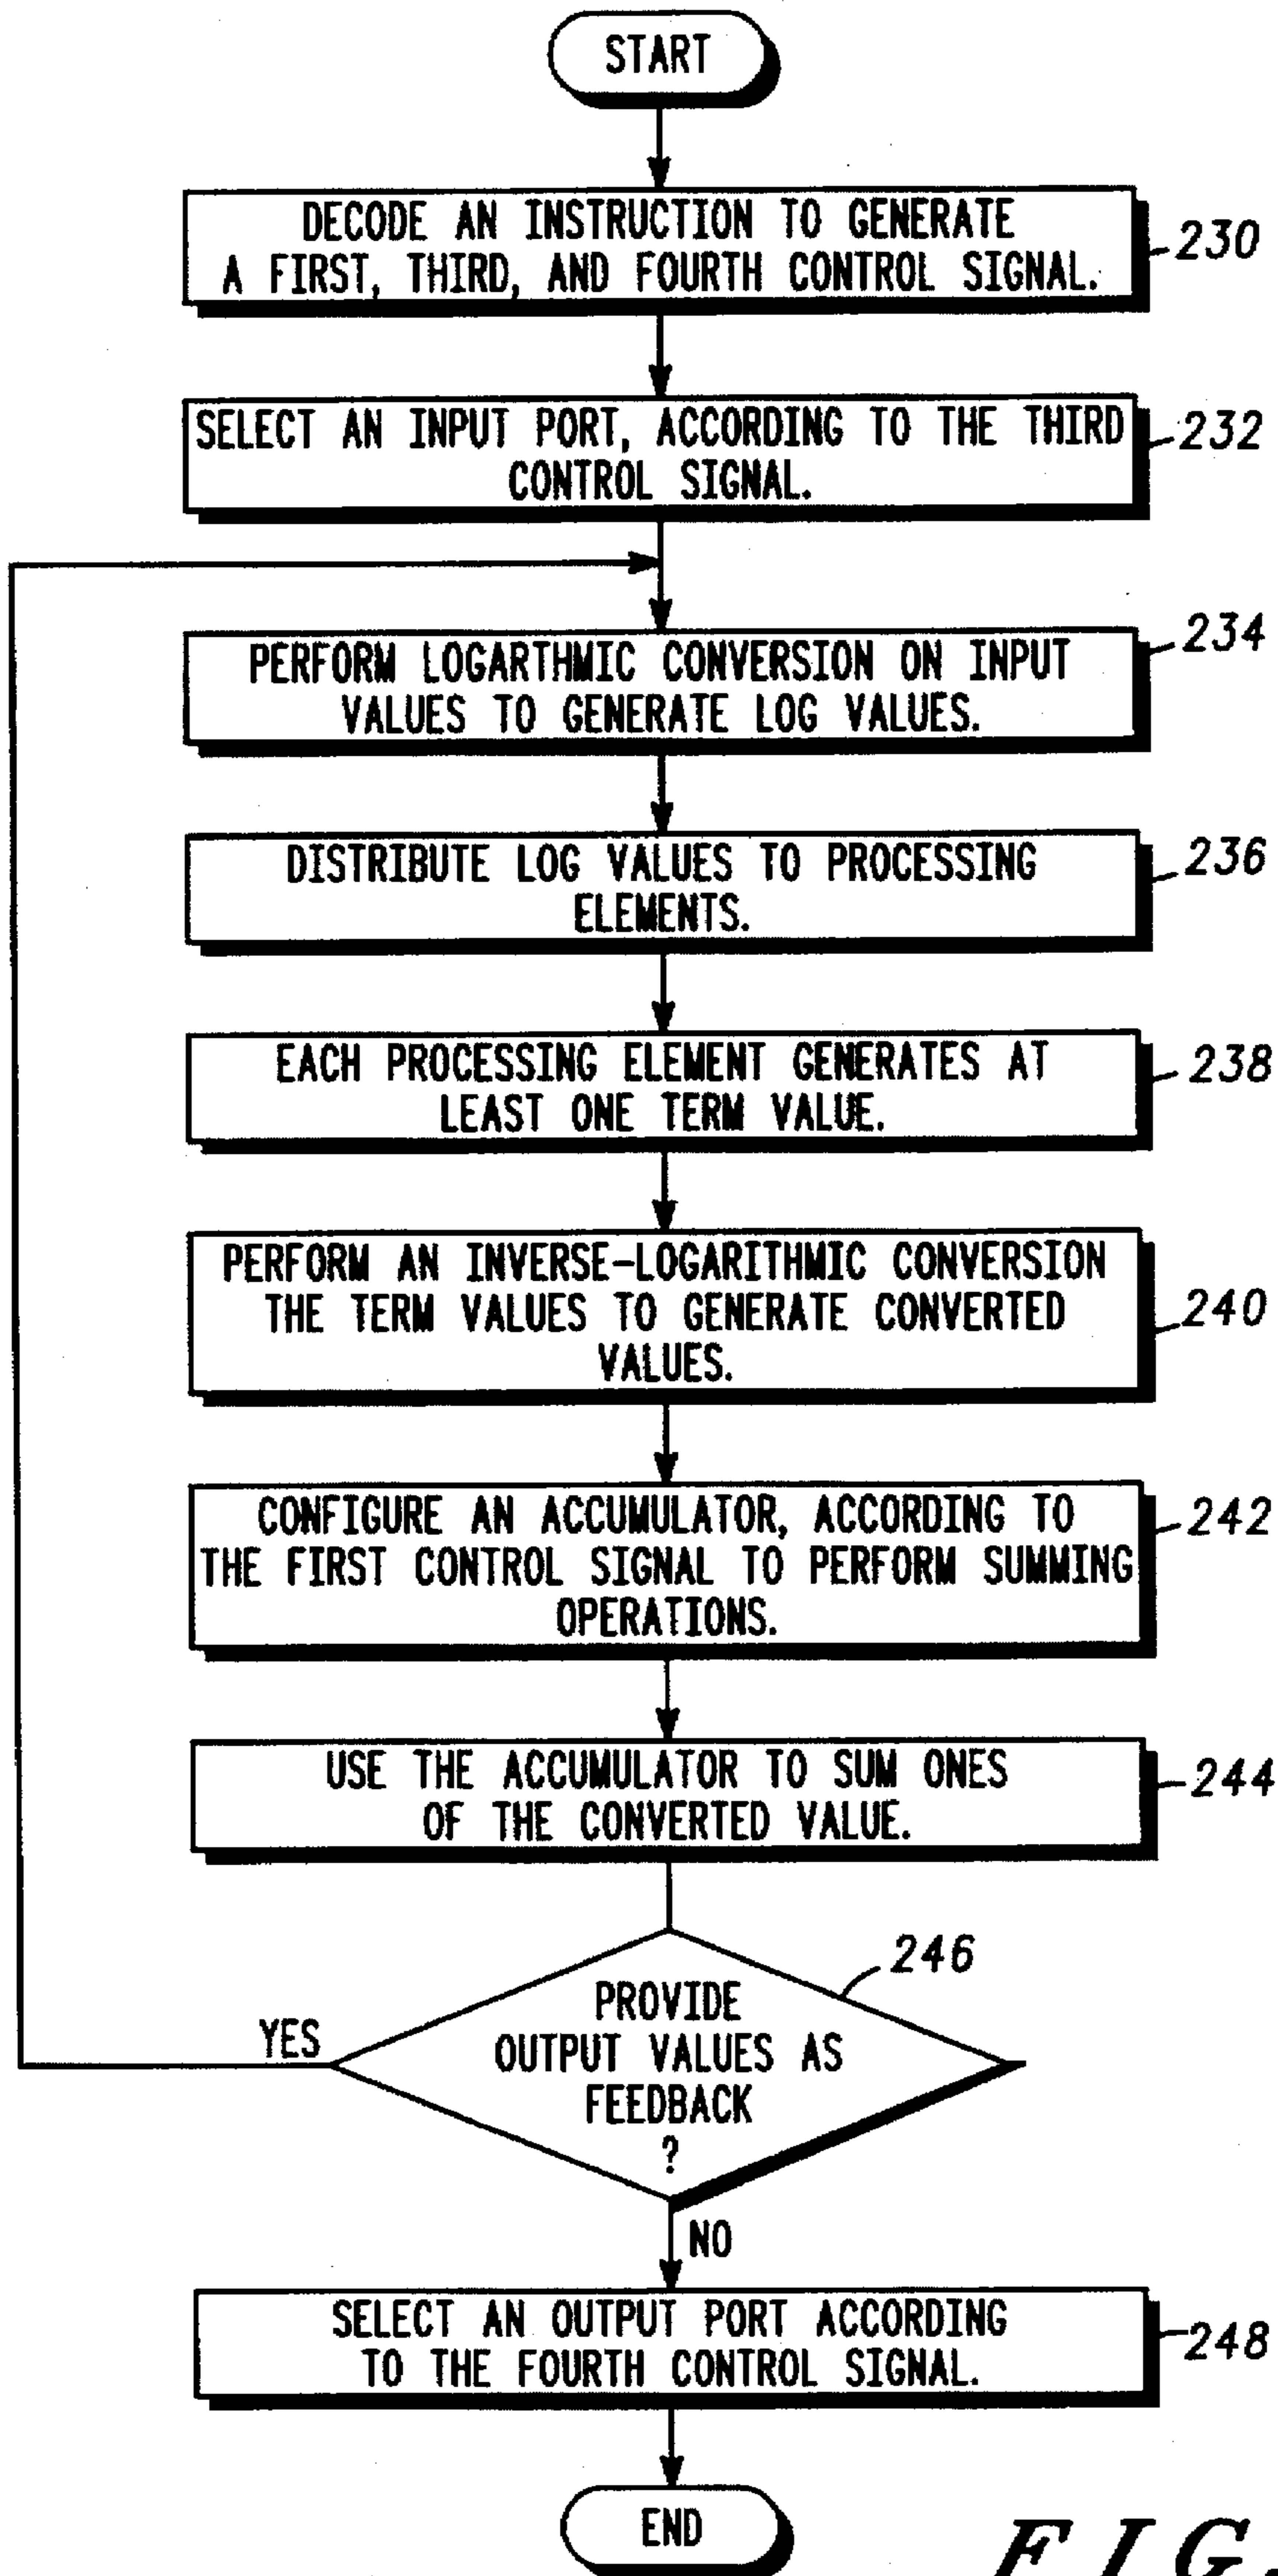 START
DECODE AN INSTRUCTION TO GENERATE
A FIRST, THIRD, AND FOURTH CONTROL SIGNAL.
230
SELECT AN INPUT PORT, ACCORDING TO THE THIRD
CONTROL SIGNAL.
232
PERFORM LOGARTHMIC CONVERSION ON INPUT
VALUES TO GENERATE LOG VALUES.
234
DISTRIBUTE LOG VALUES TO PROCESSING
ELEMENTS.
236
EACH PROCESSING ELEMENT GENERATES AT
LEAST ONE TERM VALUE.
238
PERFORM AN INVERSE-LOGARITHMIC CONVERSION
THE TERM VALUES TO GENERATE CONVERTED
VALUES.
240
CONFIGURE AN ACCUMULATOR, ACCORDING TO
THE FIRST CONTROL SIGNAL TO PERFORM SUMMING
OPERATIONS.
242
USE THE ACCUMULATOR TO SUM ONES
OF THE CONVERTED VALUE.
244
246
PROVIDE
OUTPUT VALUES AS
FEEDBACK
?
YES
NO
SELECT AN OUTPUT PORT ACCORDING
TO THE FOURTH CONTROL SIGNAL.
248
END
FIG.